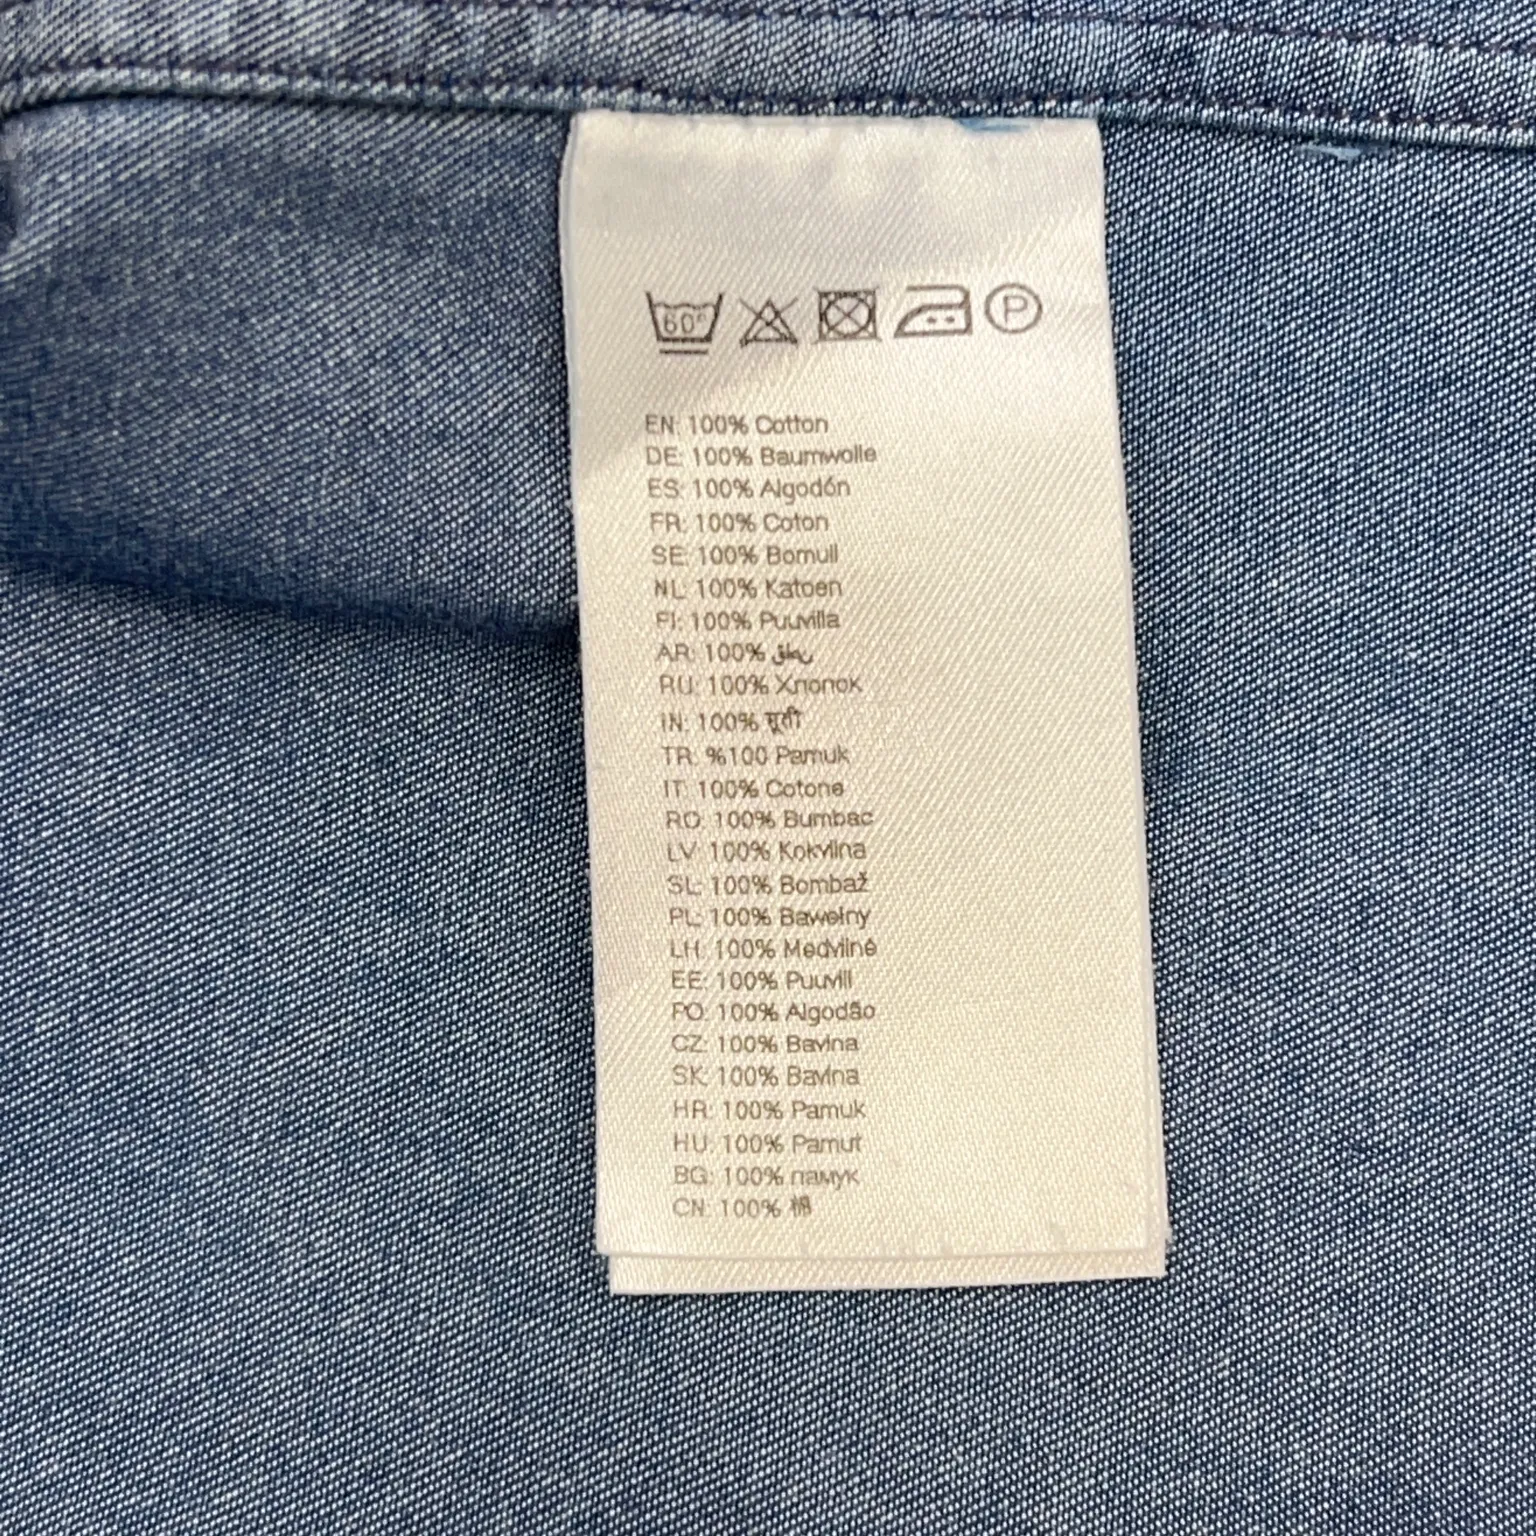 60°
P
EN: 100% Cotton
DE: 100% Baumwolle
ES: 100% Algodón
FR: 100% Coton
SE: 100% Bomull
NL: 100% Katoen
FI: 100% Puuvilla
AR: 100%
RU: 100% Хлопок
IN: 100% सूती
TR: %100 Pamuk
IT: 100% Cotone
RO: 100% Bumbac
LV: 100% Kokvilna
SL: 100% Bombaž
PL: 100% Bawełny
LH: 100% Medvilnė
EE: 100% Puuvill
PO: 100% Algodão
CZ: 100% Bavlna
SK: 100% Bavlna
HR: 100% Pamuk
HU: 100% Pamut
BG: 100% памук
CN: 100% 棉